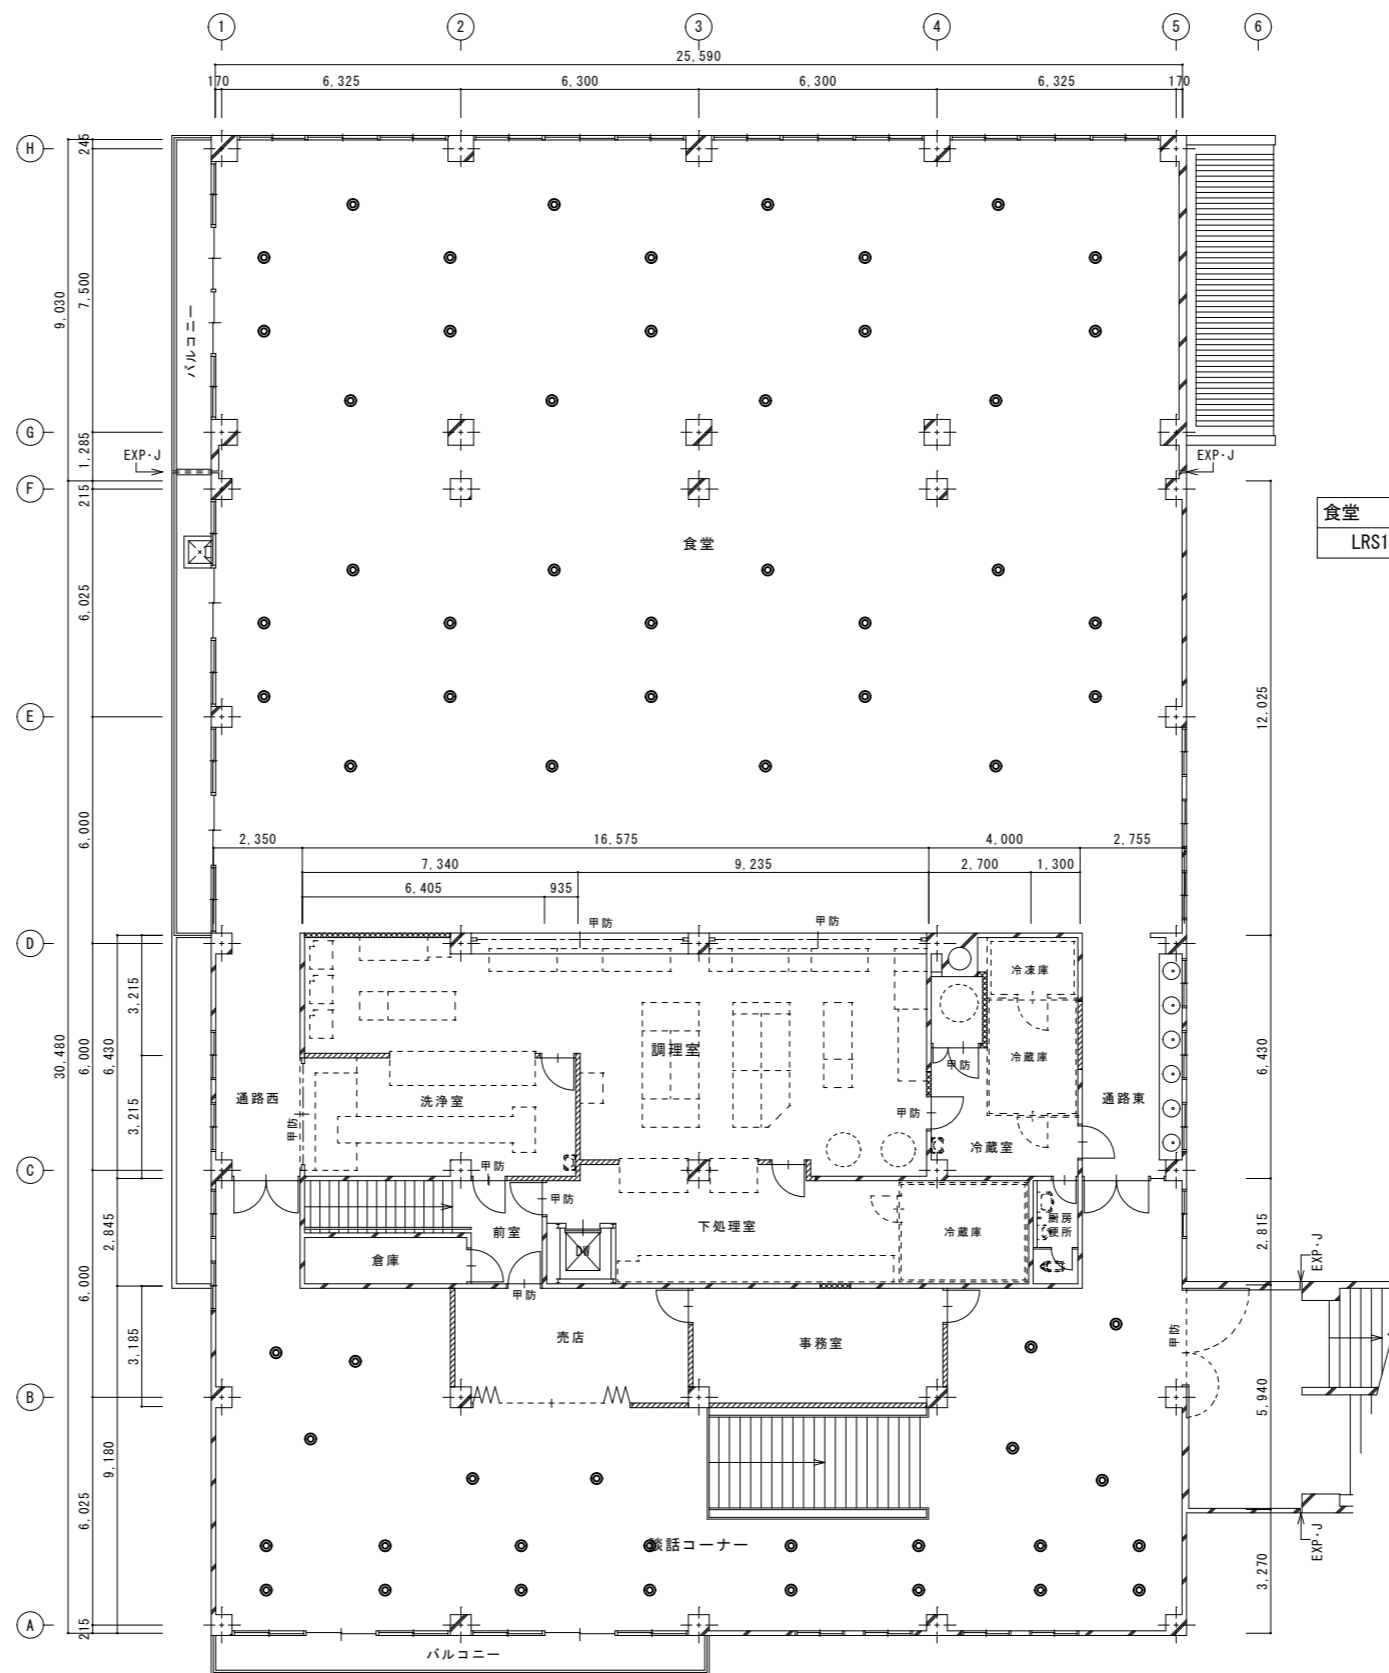 1 2 3 4 5 6
25,590
170 6,325 6,300 6,300 6,325 170
H
245
7,500
9,030
バルコニー
G
1,285
EXP・J
EXP・J
F
215
食堂
食堂
LRS1
6,025
E
12,025
6,000
2,350 16,575 4,000 2,755
7,340 9,235 2,700 1,300
6,405 935
甲防
甲防
D
冷凍庫
3,215
30,480
6,000
6,430
調理室
冷蔵庫
甲防
6,430
通路西
洗浄室
通路東
3,215
甲防
甲防
冷蔵室
C
甲防
甲防
前室
下処理室
冷蔵庫
厨房
便所
2,845
2,815
倉庫
DW
6,000
甲防
EXP・J
売店
事務室
甲防
3,185
B
5,940
9,180
6,025
談話コーナー
EXP・J
3,270
A
215
バルコニー